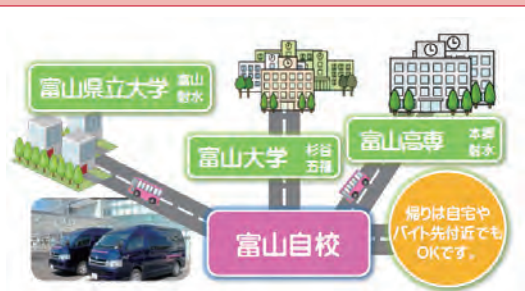 富山県立大学 富山
射水
富山大学 杉谷
五福
富山高専 本郷
射水
富山自校
帰りは自宅や
バイト先付近でも
OKです。